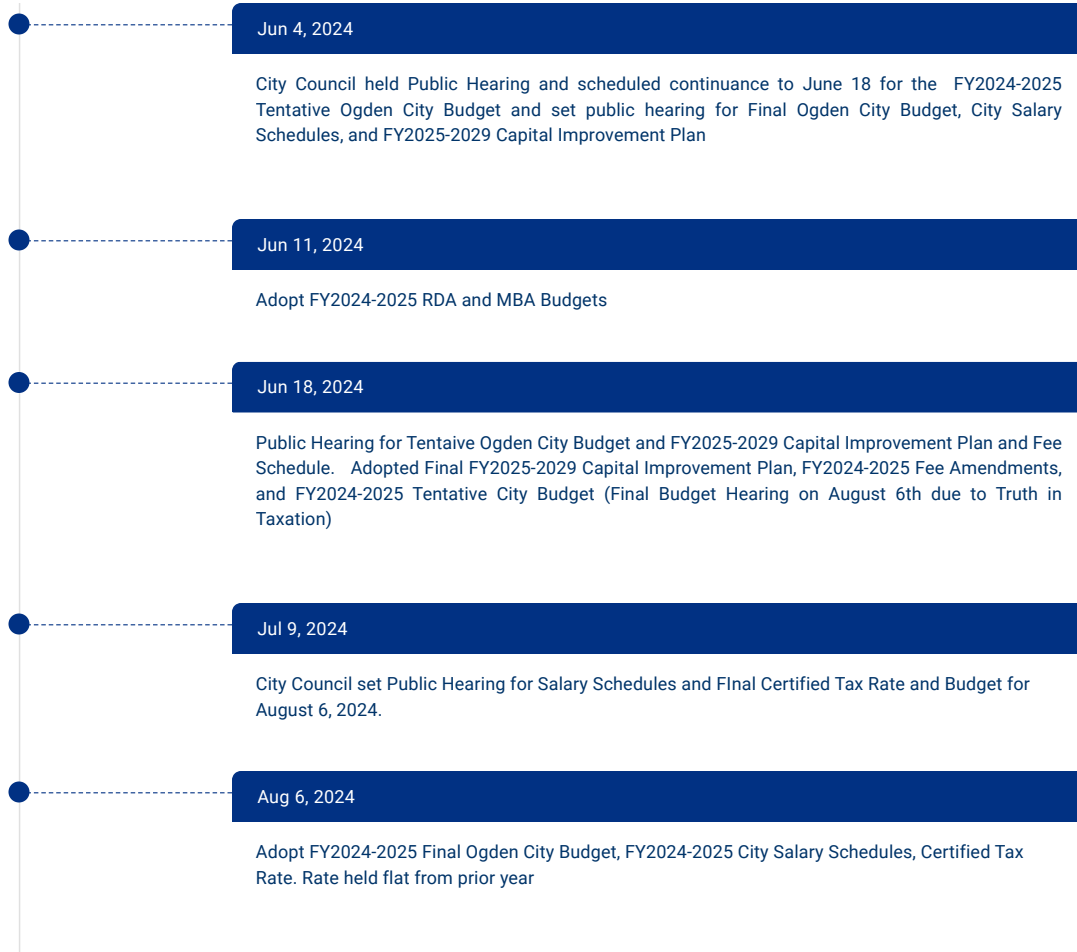 Jun 4, 2024
City Council held Public Hearing and scheduled continuance to June 18 for the FY2024-2025
Tentative Ogden City Budget and set public hearing for Final Ogden City Budget, City Salary
Schedules, and FY2025-2029 Capital Improvement Plan
Jun 11, 2024
Adopt FY2024-2025 RDA and MBA Budgets
Jun 18, 2024
Public Hearing for Tentaive Ogden City Budget and FY2025-2029 Capital Improvement Plan and Fee
Schedule. Adopted Final FY2025-2029 Capital Improvement Plan, FY2024-2025 Fee Amendments,
and FY2024-2025 Tentative City Budget (Final Budget Hearing on August 6th due to Truth in
Taxation)
Jul 9, 2024
City Council set Public Hearing for Salary Schedules and FInal Certified Tax Rate and Budget for
August 6, 2024.
Aug 6, 2024
Adopt FY2024-2025 Final Ogden City Budget, FY2024-2025 City Salary Schedules, Certified Tax
Rate. Rate held flat from prior year